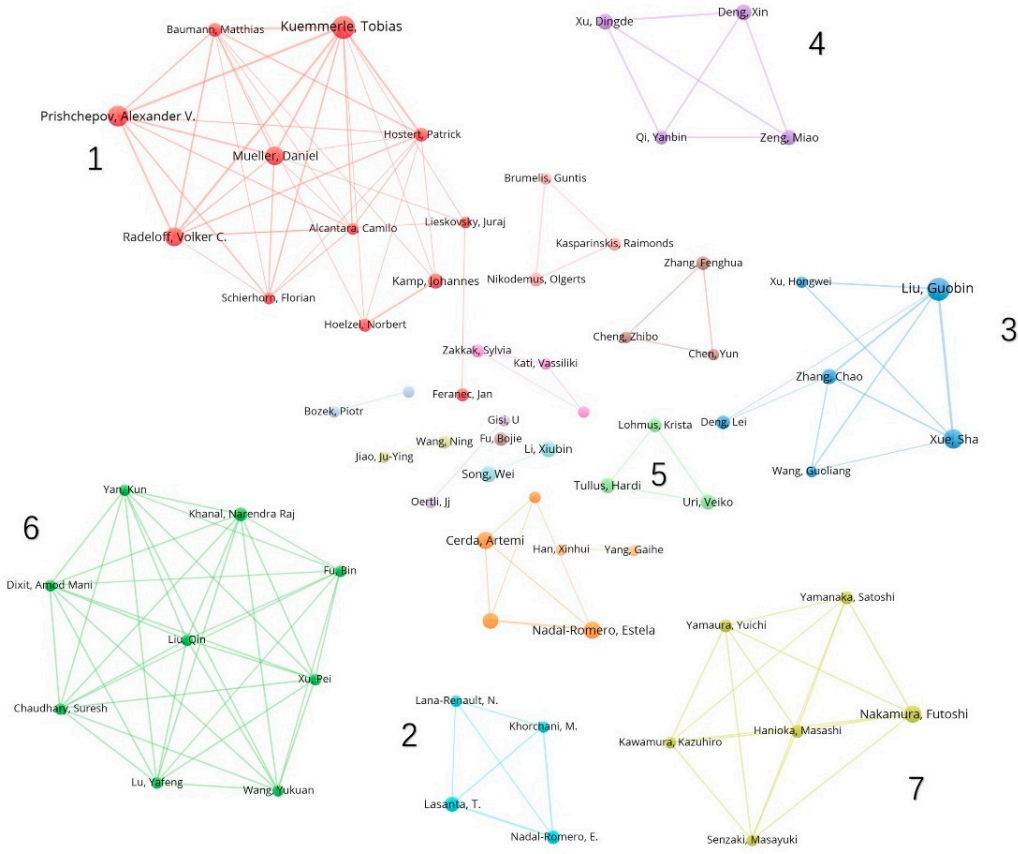 4
Deng, Xin
Xu, Dingde
Kuemmerle, Tobias
Baumann, Matthias
Prishchepov, Alexander V.
Hostert, Patrick
Qi, Yanbin
Zeng, Miao
1
Mueller, Daniel
Brumelis, Guntis
Lieskovsky, Juraj
Alcantara, Camilo
Radeloff, Volker C.
Kasparinskis, Raimonds
Zhang, Fenghua
Nikodemus, Olgerts
Kamp, Johannes
Xu, Hongwei
Liu, Guobin
Schierhorn, Florian
Hoelzel, Norbert
3
Cheng, Zhibo
Chen, Yun
Zakkak, Sylvia
Kati, Vassiliki
Zhang, Chao
Feranec, Jan
Bozek, Piotr
Gisi, U
Lohmus, Krista
Deng, Lei
Wang, Ning
Fu, Bojie
Li, Xiubin
Xue, Sha
Jiao, Ju-Ying
Song, Wei
5
Wang, Guoliang
Tullus, Hardi
Uri, Veiko
Oertli, Jj
Yan, Kun
Khanal, Narendra Raj
6
Cerda, Artemi
Han, Xinhui
Yang, Gaihe
Fu, Bin
Dixit, Amod Mani
Yamanaka, Satoshi
Yamaura, Yuichi
Nadal-Romero, Estela
Liu, Qin
Xu, Pei
Chaudhary, Suresh
Lana-Renault, N.
Khorchani, M.
Nakamura, Futoshi
2
Hanioka, Masashi
Kawamura, Kazuhiro
Lu, Yafeng
Wang, Yukuan
7
Lasanta, T.
Nadal-Romero, E.
Senzaki, Masayuki